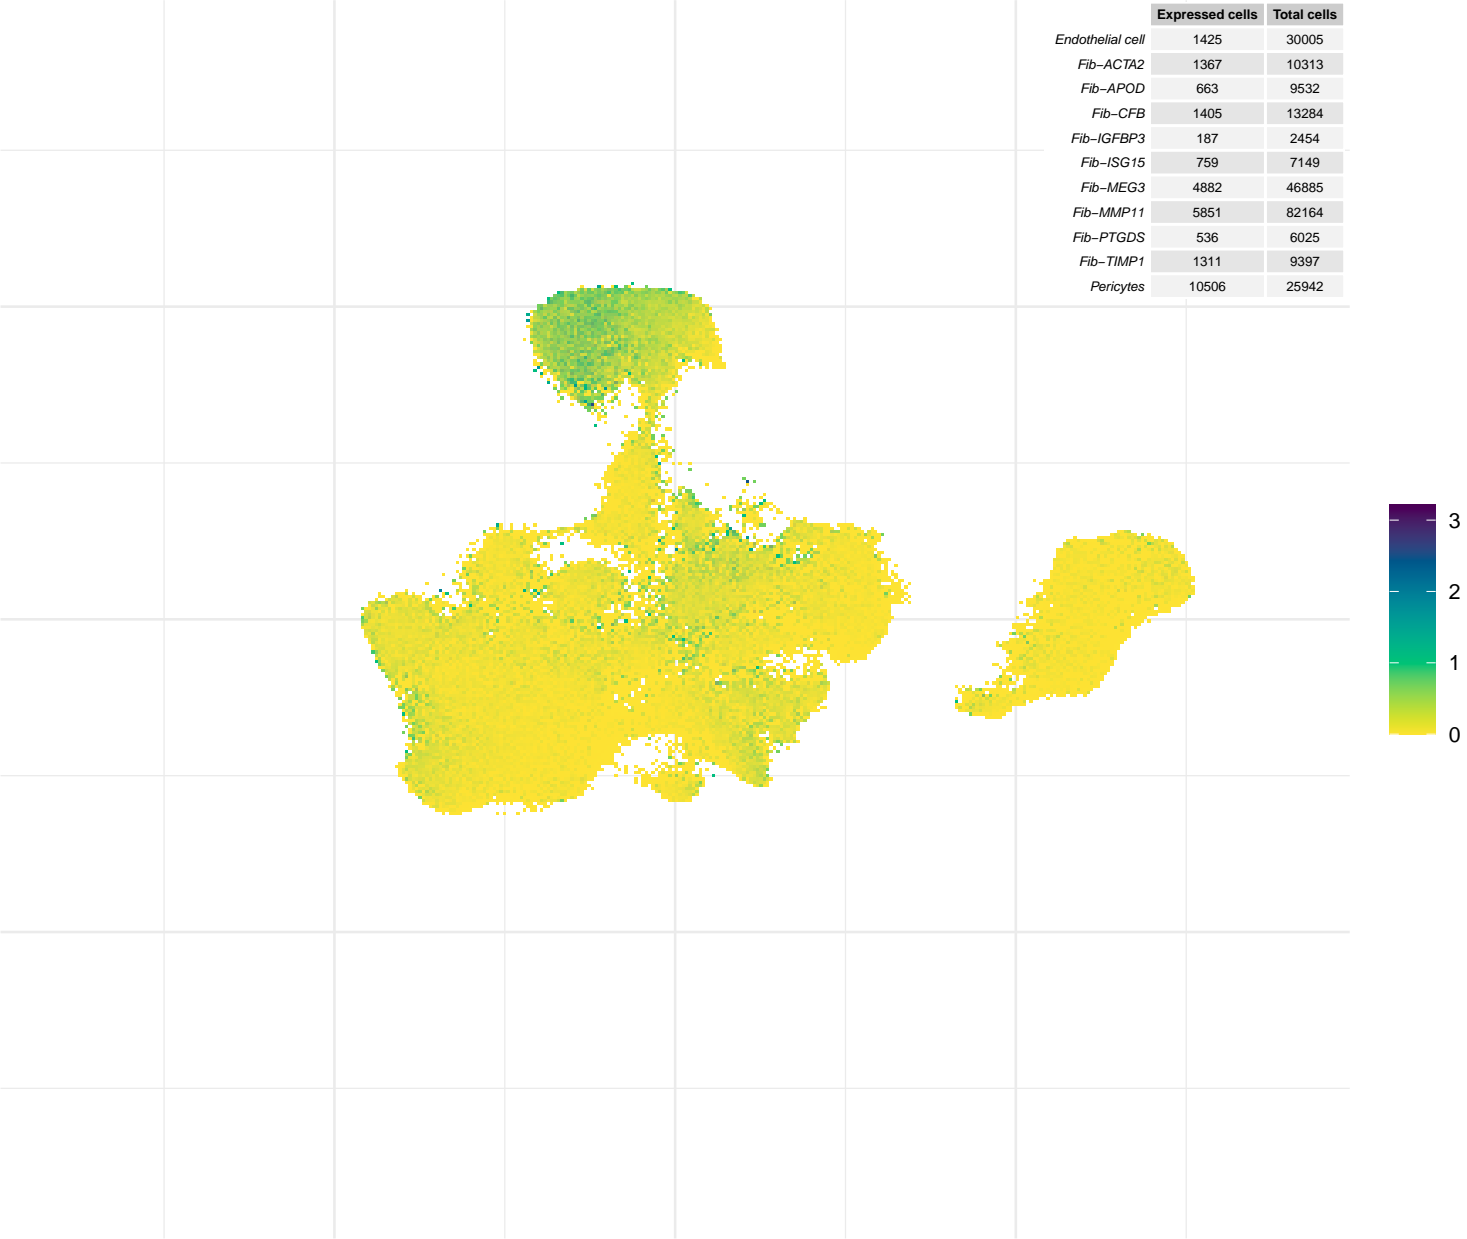 Expressed cells Total cells
Endothelial cell 1425 30005
Fib−ACTA2 1367 10313
Fib−APOD 663 9532
Fib−CFB 1405 13284
Fib−IGFBP3 187 2454
Fib−ISG15 759 7149
Fib−MEG3 4882 46885
Fib−MMP11 5851 82164
Fib−PTGDS 536 6025
Fib−TIMP1 1311 9397
Pericytes 10506 25942
3
2
1
0